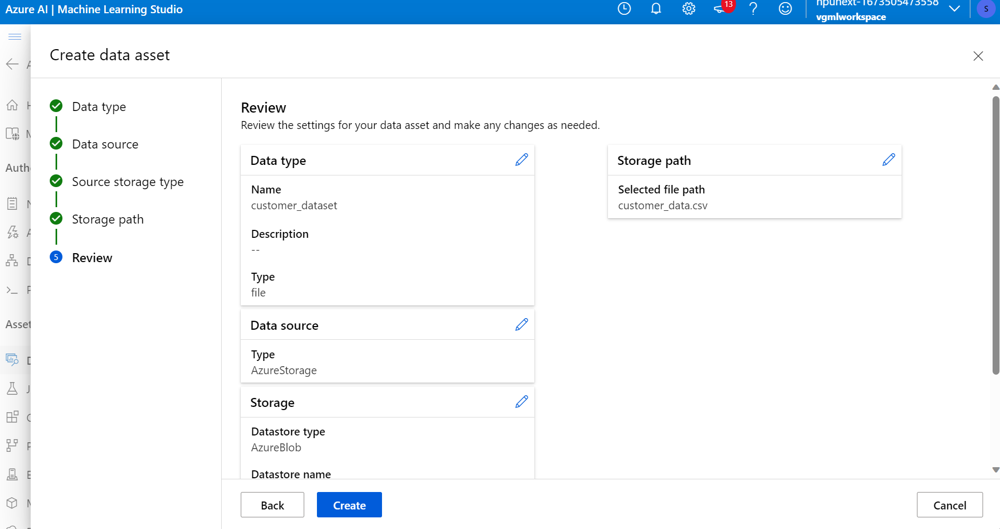 Azure AI | Machine Learning Studio
13
npunext-1673505473558
vgmlworkspace
S
Create data asset
Data type
Data source
Source storage type
Storage path
5 Review
Auth
Asset
Review
Review the settings for your data asset and make any changes as needed.
Data type
Name
customer_dataset
Description
--
Type
file
Data source
Type
AzureStorage
Storage
Datastore type
AzureBlob
Datastore name
Storage path
Selected file path
customer_data.csv
Back
Create
Cancel